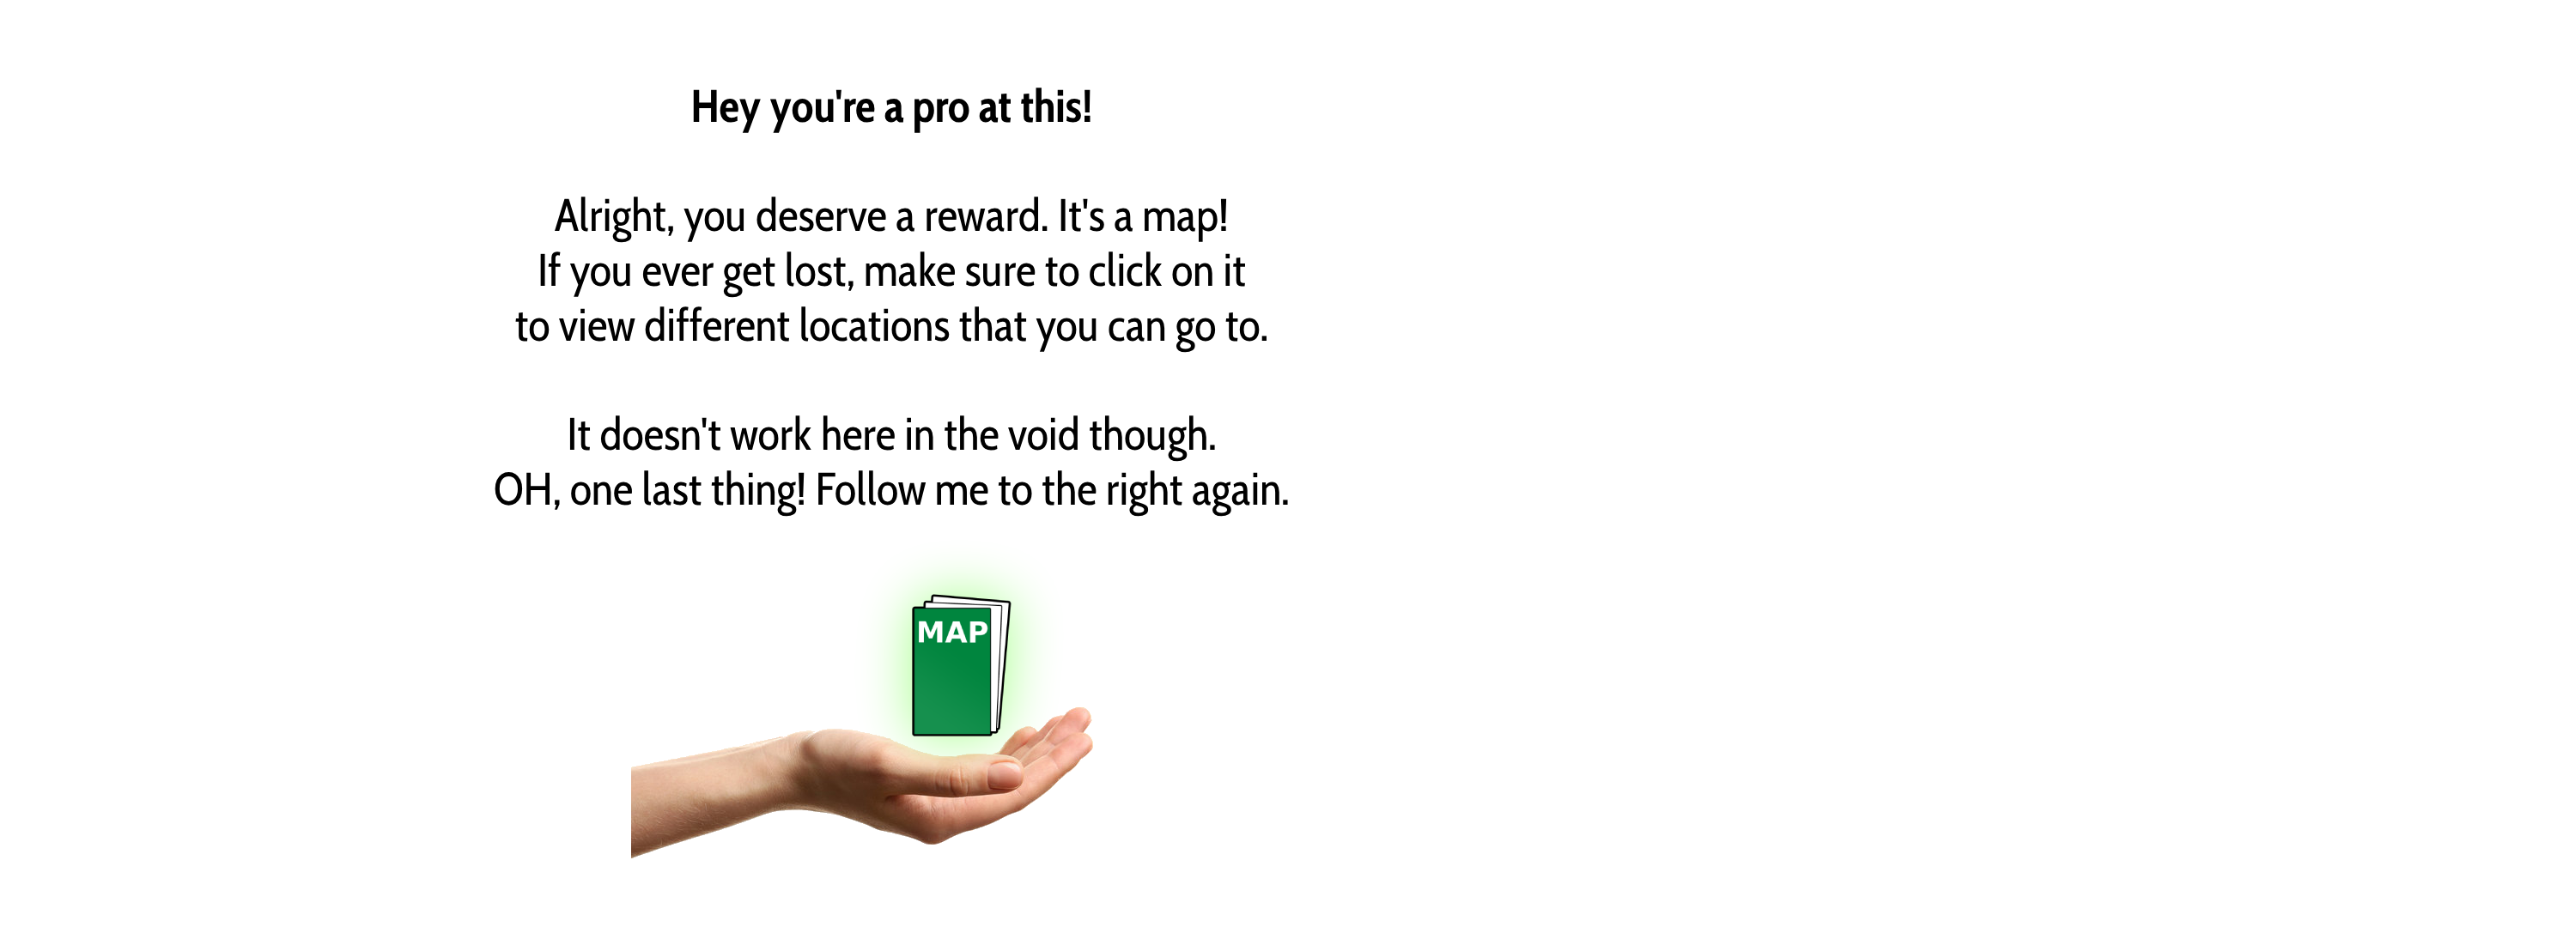 Hey you're a pro at this!
Alright, you deserve a reward. It's a map!
If you ever get lost, make sure to click on it
to view different locations that you can go to.
It doesn't work here in the void though.
OH, one last thing! Follow me to the right again.
MAP